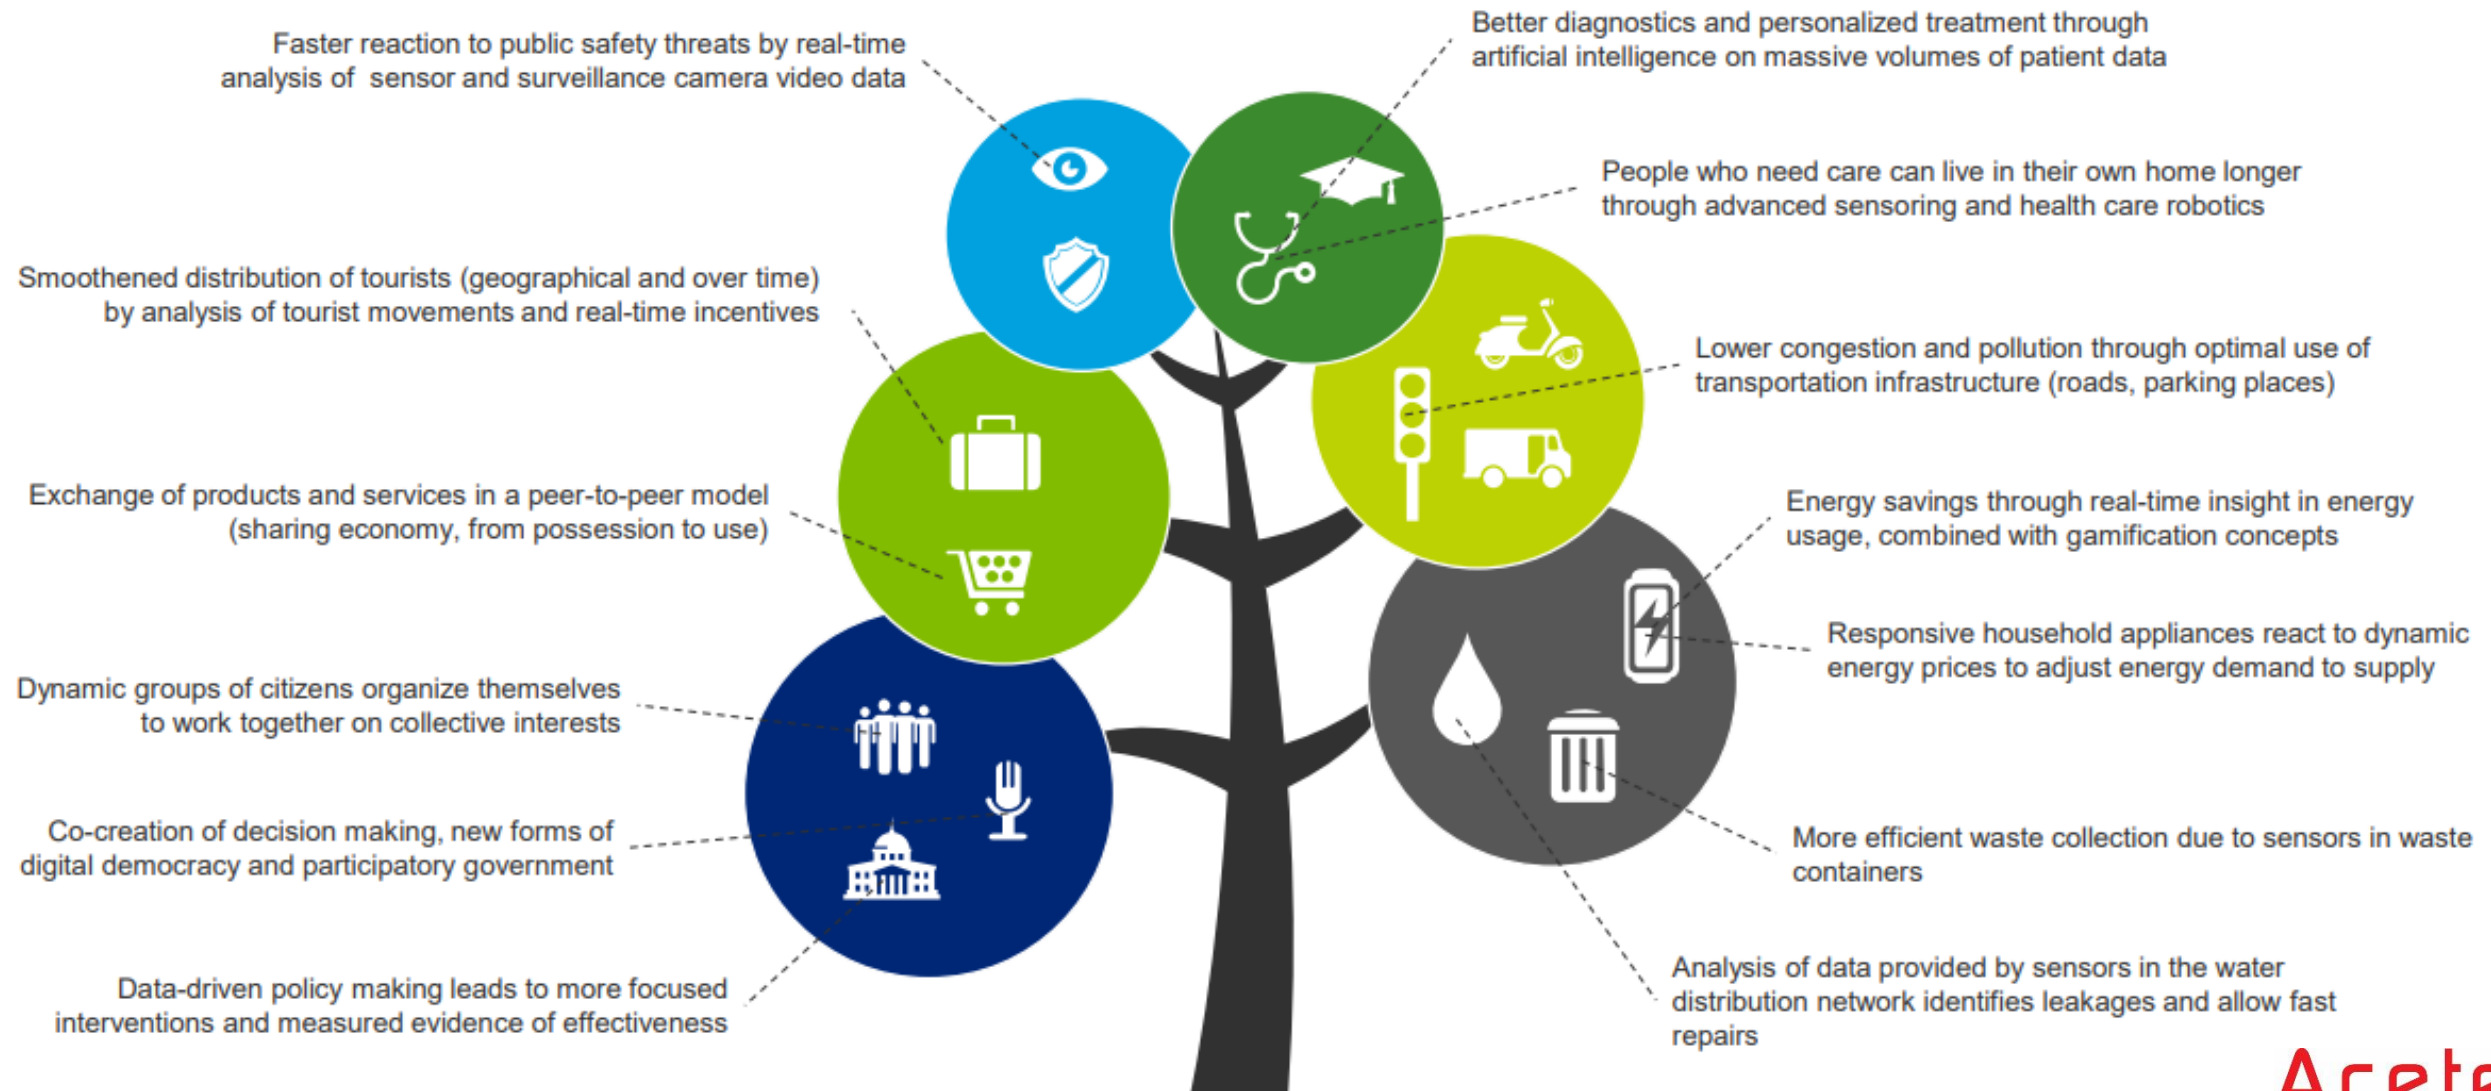 Faster reaction to public safety threats by real-time
analysis of sensor and surveillance camera video data
Smoothened distribution of tourists (geographical and over time)
by analysis of tourist movements and real-time incentives
Exchange of products and services in a peer-to-peer model
(sharing economy, from possession to use)
Dynamic groups of citizens organize themselves
to work together on collective interests
Co-creation of decision making, new forms of
digital democracy and participatory government
Data-driven policy making leads to more focused
interventions and measured evidence of effectiveness
Better diagnostics and personalized treatment through
artificial intelligence on massive volumes of patient data
People who need care can live in their own home longer
through advanced sensoring and health care robotics
Lower congestion and pollution through optimal use of
transportation infrastructure (roads, parking places)
Energy savings through real-time insight in energy
usage, combined with gamification concepts
Responsive household appliances react to dynamic
energy prices to adjust energy demand to supply
More efficient waste collection due to sensors in waste
containers
Analysis of data provided by sensors in the water
distribution network identifies leakages and allow fast
repairs